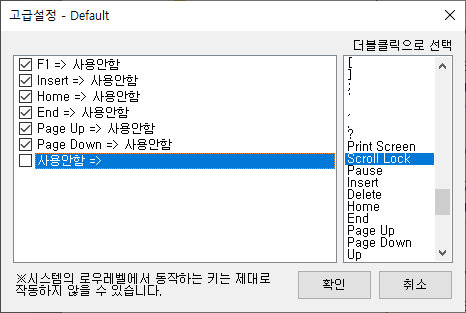 고급설정 - Default
더블클릭으로 선택
F1 => 사용안함
Insert => 사용안함
Home => 사용안함
End => 사용안함
Page Up => 사용안함
Page Down => 사용안함
사용안함 =>
[
]
;
'
,
.
?
Print Screen
Scroll Lock
Pause
Insert
Delete
Home
End
Page Up
Page Down
Up
※시스템의 로우레벨에서 동작하는 키는 제대로
작동하지 않을 수 있습니다.
확인
취소